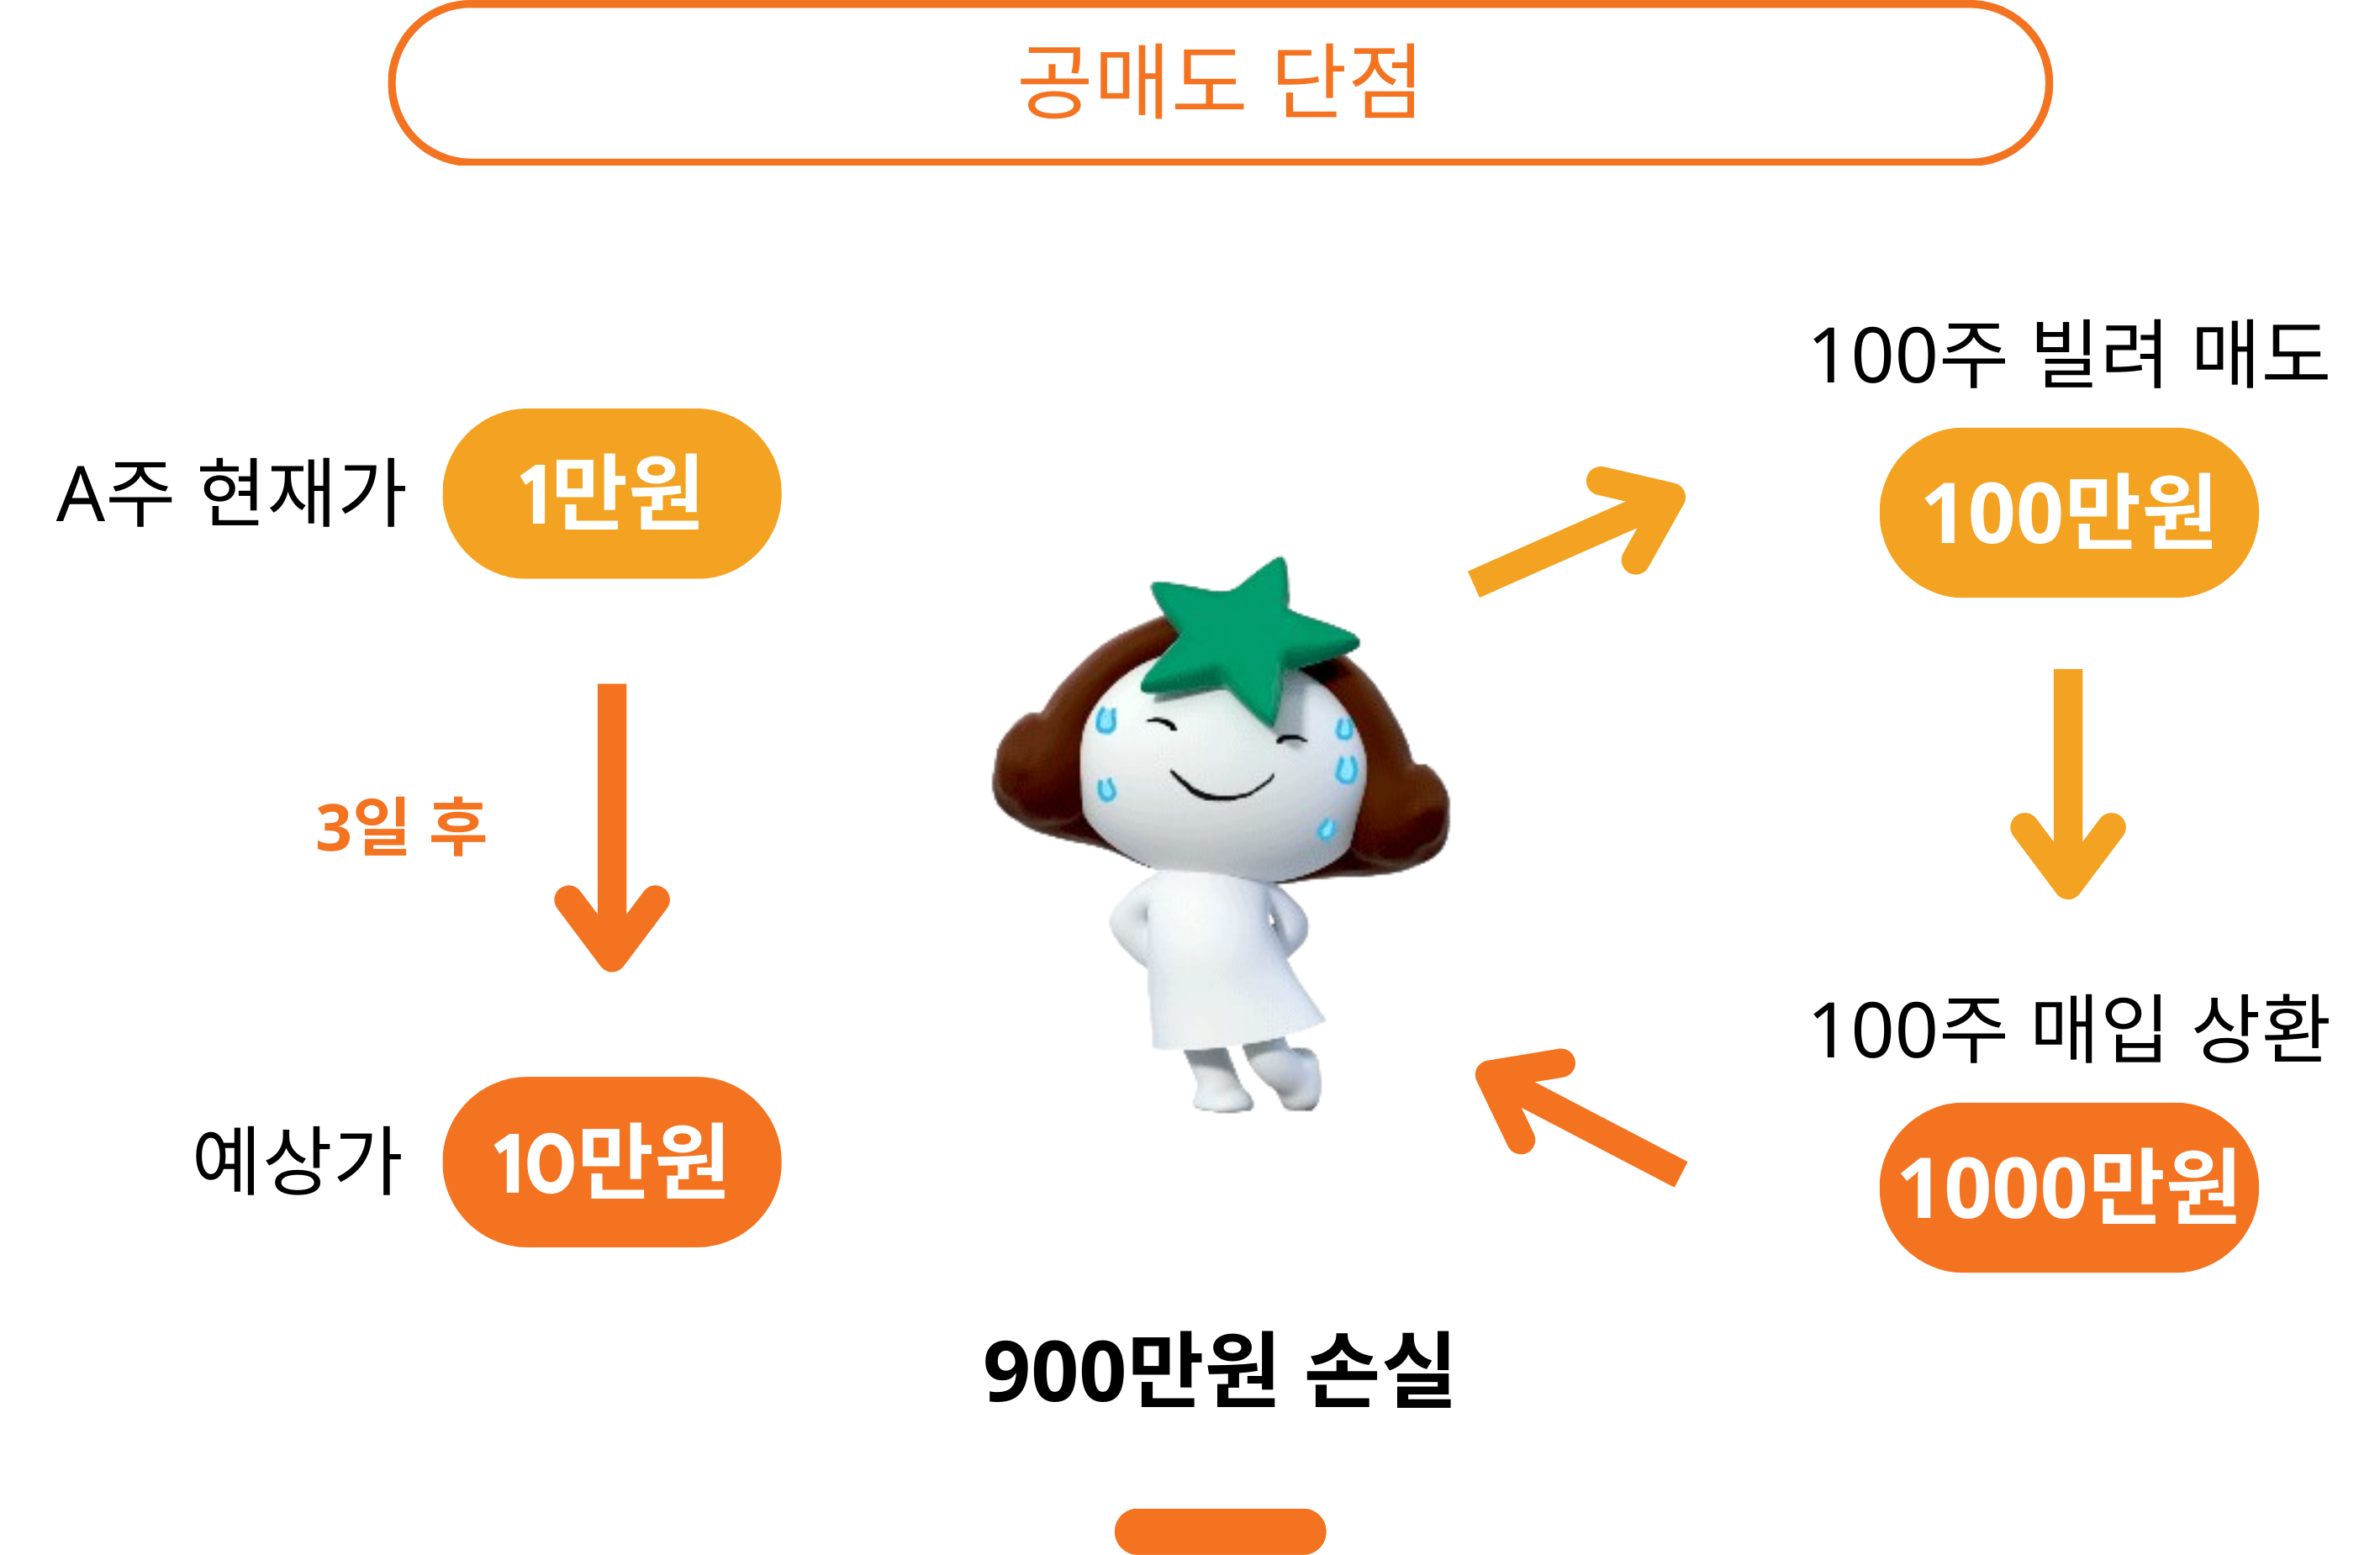 공매도 단점
A주 현재가 1만원
3일 후
예상가 10만원
100주 빌려 매도
100만원
100주 매입 상환
1000만원
900만원 손실